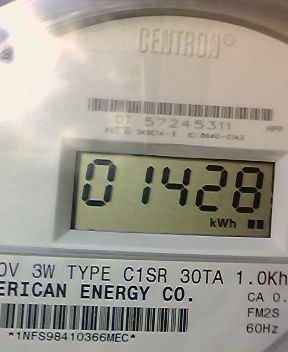 CENTRON®
07 57245311
01428
kWh
0V 3W TYPE C1SR 30TA 1.0Kh
ERICAN ENERGY CO.
CA 0.
FM2S
60Hz
*1NFS98410366MEC*